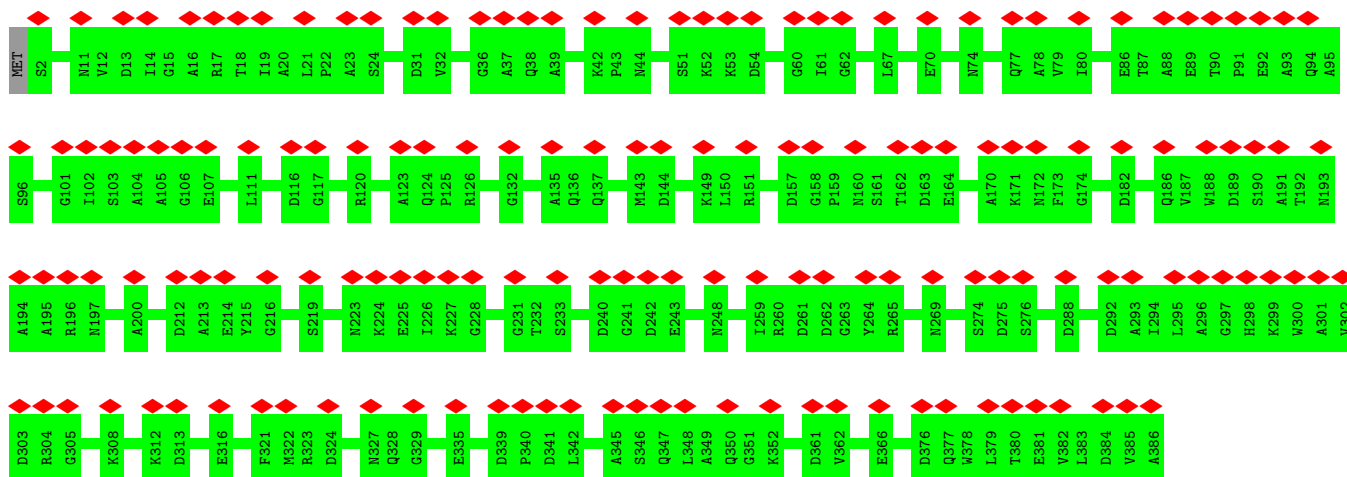 MET S2 N11 V12 D13 I14 G15 A16 R17 T18 I19 A20 L21 P22 A23 S24 D31 V32 G36 A37 Q38 A39 K42 P43 N44 S51 K52 K53 D54 G60 I61 G62 L67 E70 N74 Q77 A78 V79 I80 E86 T87 A88 E89 T90 P91 E92 A93 Q94 A95
S96 G101 I102 S103 A104 A105 G106 E107 L111 D116 G117 R120 A123 Q124 P125 R126 G132 A135 Q136 Q137 M143 D144 K149 L150 R151 D157 G158 P159 N160 S161 T162 D163 E164 A170 K171 N172 F173 G174 D182 Q186 V187 W188 D189 S190 A191 T192 N193
A194 A195 R196 N197 A200 D212 A213 E214 Y215 G216 S219 N223 K224 E225 I226 K227 G228 G231 T232 S233 D240 G241 D242 E243 N248 I259 R260 D261 D262 G263 Y264 R265 N269 S274 D275 S276 D288 D292 A293 I294 L295 A296 G297 H298 K299 W300 A301 V302
D303 R304 G305 K308 K312 D313 E316 F321 M322 R323 D324 N327 Q328 G329 E335 D339 P340 D341 L342 A345 S346 Q347 L348 A349 Q350 G351 K352 D361 V362 E366 D376 Q377 W378 L379 T380 E381 V382 L383 D384 V385 A386